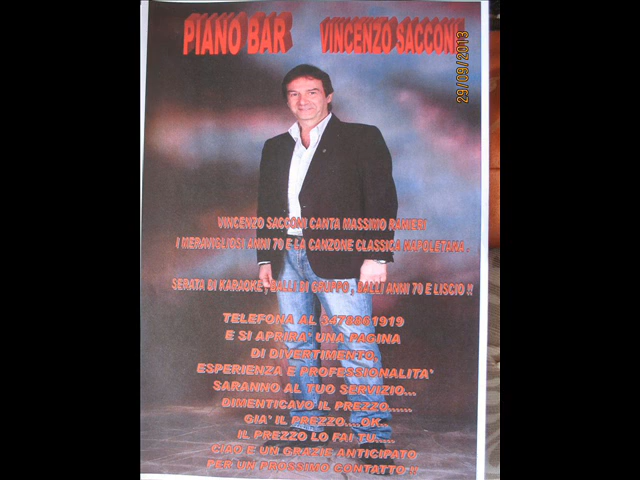 PIANO BAR VINCENZO SACCONE
29/09/2013
VINCENZO SACCONE CANTA MASSIMO RANIERI
I MERAVIGLIOSI ANNI 70 E LA CANZONE CLASSICA NAPOLETANA .
SERATA DI KARAOKE , BALLI DI GRUPPO , BALLI ANNI 70 E LISCIO !!
TELEFONA AL 3478861919
E SI APRIRA' UNA PAGINA
DI DIVERTIMENTO,
ESPERIENZA E PROFESSIONALITA'
SARANNO AL TUO SERVIZIO...
DIMENTICAVO IL PREZZO......
GIA' IL PREZZO....OK..
IL PREZZO LO FAI TU.....
CIAO E UN GRAZIE ANTICIPATO
PER UN PROSSIMO CONTATTO !!